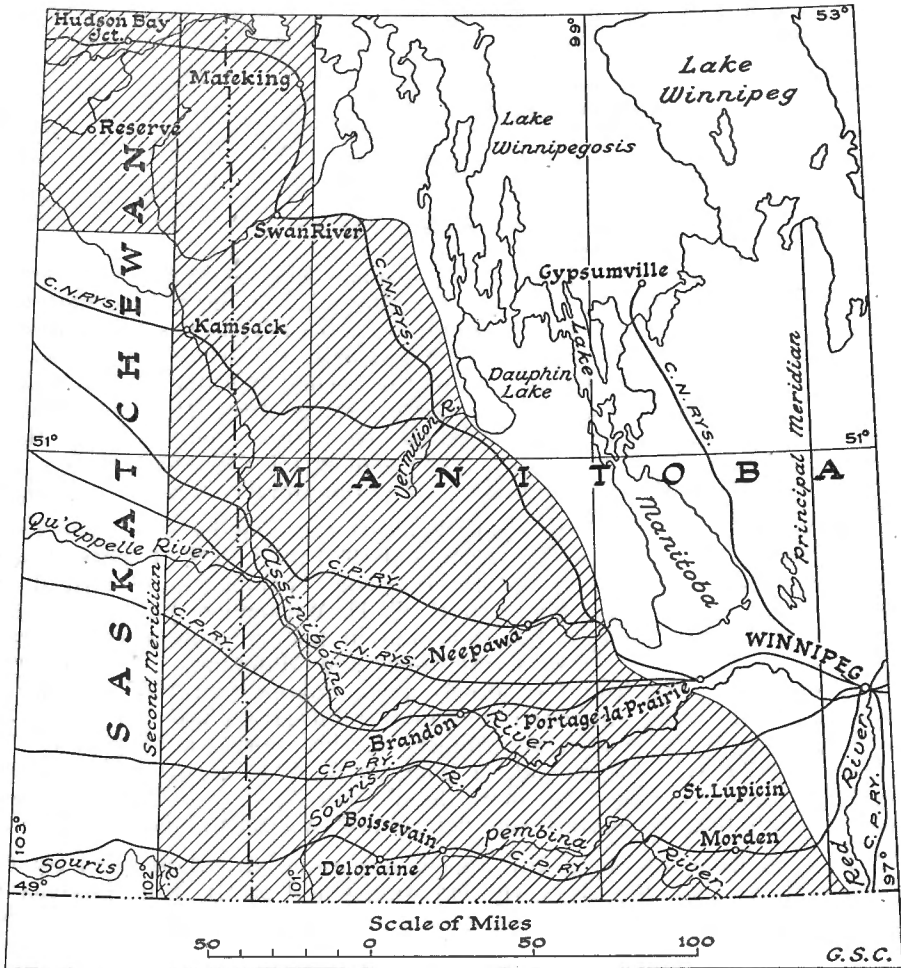 Hudson Bay
Jct.
99°
53°
Mafeking
Lake
Winnipeg
Reserve
Lake
Winnipegosis
Swan River
Gypsumville
C.N.RYS.
C.N.RYS.
Kamsack
Lake
C.N.RYS.
Dauphin
Lake
Principal Meridian
Vermilion R.
51°
51°
MANITOBA
SASKATCHEWAN
Manitoba
Qu'Appelle River
Assiniboine
C.P.RY.
Second Meridian
C.P.RY.
Neepawa
C.N.RYS.
WINNIPEG
Portage-la-Prairie
Brandon
River
C.P.RY.
Souris
R.
St. Lupicin
River
Red
C.P.RY.
Boissevain
pembina
Morden
103°
Deloraine
C.P.RY.
River
Souris
R.
49°
102°
101°
97°
Scale of Miles
50
0
50
100
G.S.C.